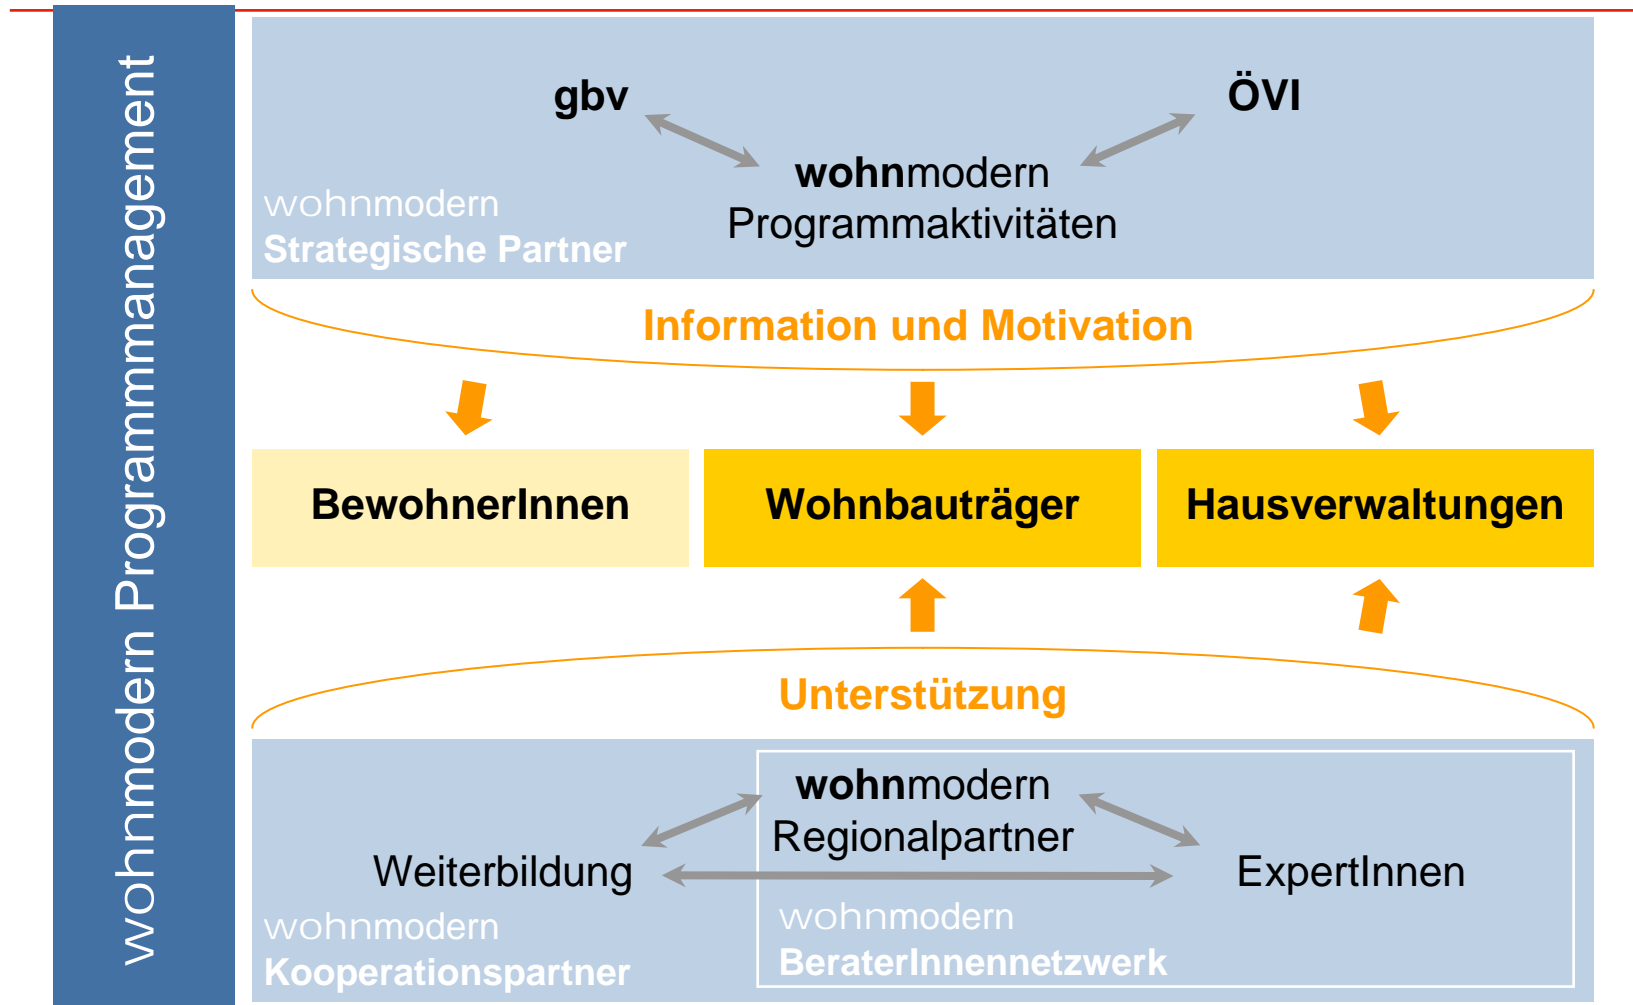 wohnmodern Programmmanagement
gbv
ÖVI
wohnmodern
Programmaktivitäten
wohnmodern
Strategische Partner
Information und Motivation
BewohnerInnen
Wohnbauträger
Hausverwaltungen
Unterstützung
wohnmodern
Regionalpartner
Weiterbildung
ExpertInnen
wohnmodern
Kooperationspartner
wohnmodern
BeraterInnennetzwerk